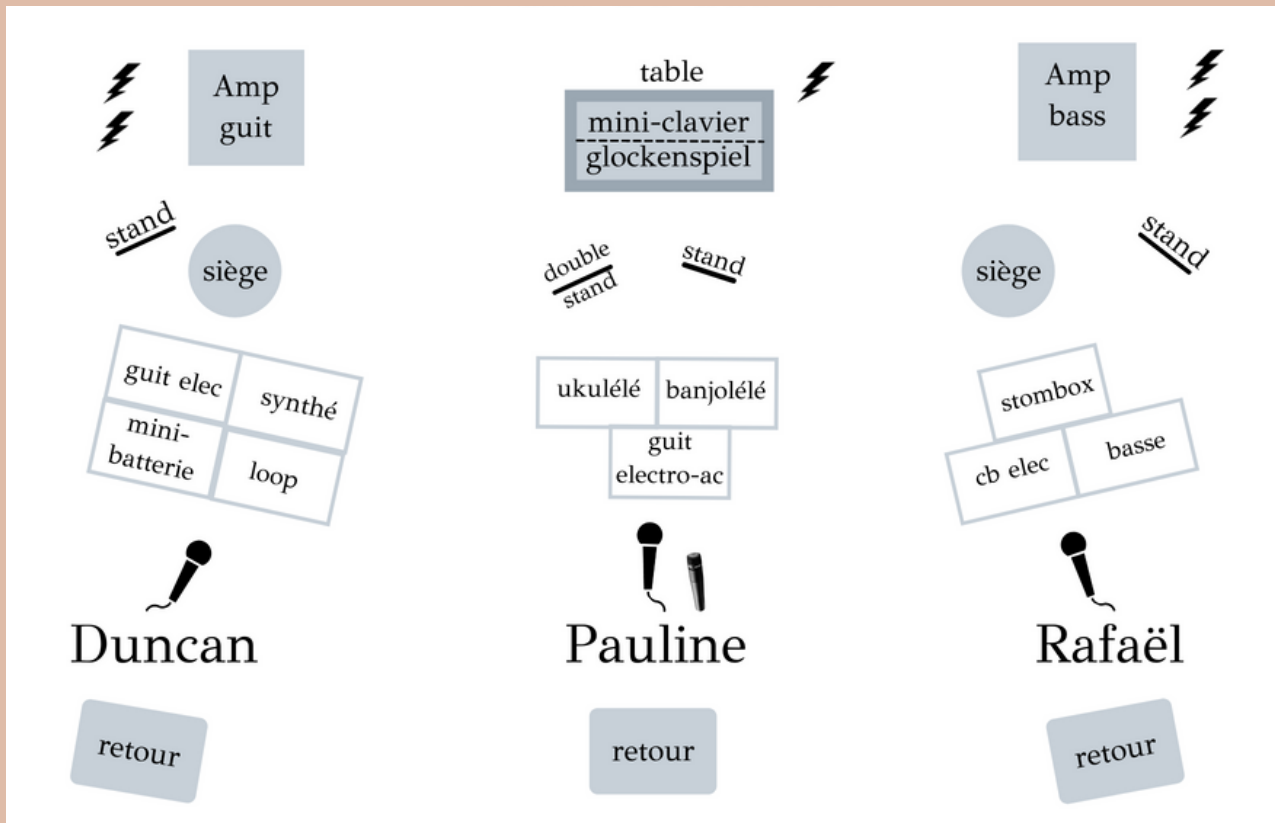 Amp
guit
table
mini-clavier
glockenspiel
Amp
bass
stand
siège
double
stand
stand
siège
stand
guit elec
synthé
mini-
batterie
loop
ukulélé
banjolélé
guit
electro-ac
stombox
cb elec
basse
Duncan
Pauline
Rafaël
retour
retour
retour